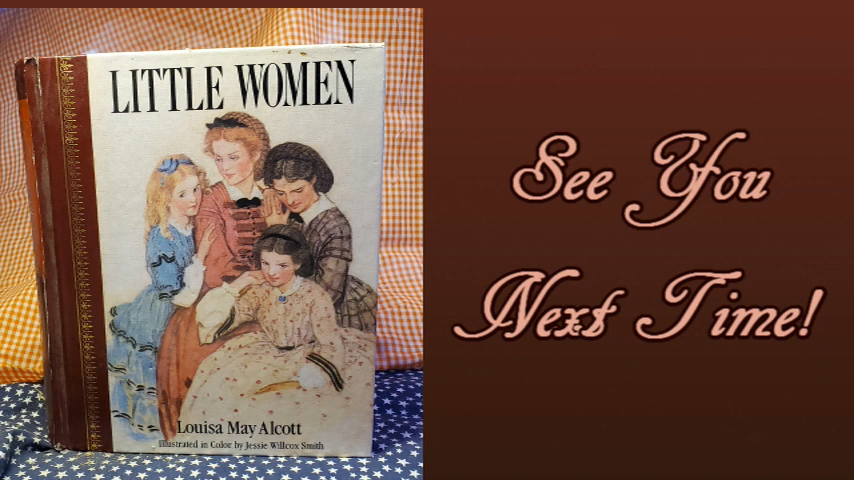 LITTLE WOMEN
Louisa May Alcott
Illustrated in Color by Jessie Willcox Smith
See You
Next Time!